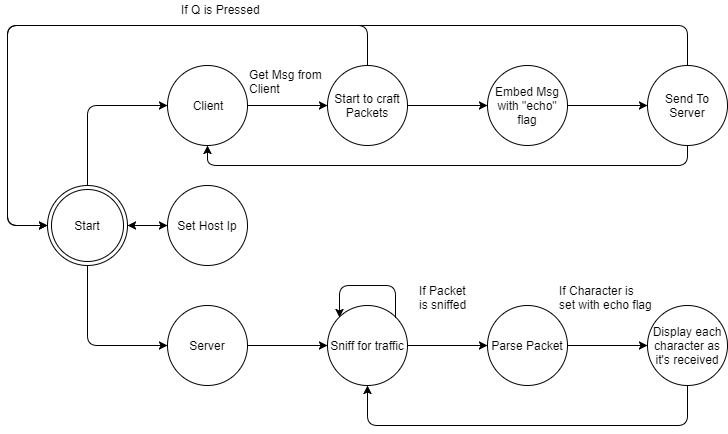 If Q is Pressed
Get Msg from
Client
Client
Start to craft
Packets
Embed Msg
with "echo"
flag
Send To
Server
Start
Set Host Ip
If Packet
is sniffed
If Character is
set with echo flag
Server
Sniff for traffic
Parse Packet
Display each
character as
it's received